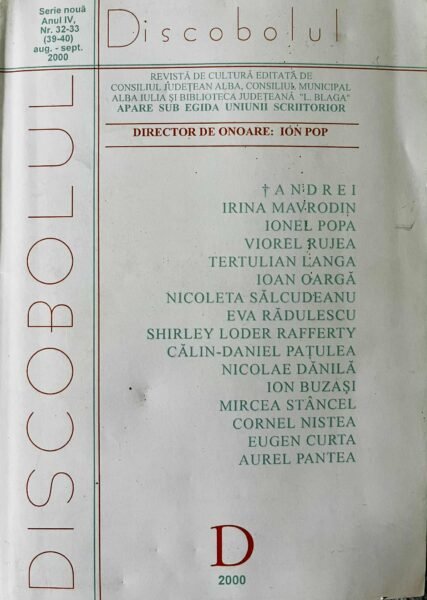 Serie nouă
Anul IV,
Nr. 32-33
(39-40)
aug. - sept.
2000
Discobolul
REVISTĂ DE CULTURĂ EDITATĂ DE
CONSILIUL JUDEȚEAN ALBA, CONSILIUL MUNICIPAL
ALBA IULIA ȘI BIBLIOTECA JUDEȚEANĂ "L. BLAGA"
APARE SUB EGIDA UNIUNII SCRIITORIOR
DIRECTOR DE ONOARE: ION POP
DISCOBOLUL
† ANDREI
IRINA MAVRODIN
IONEL POPA
VIOREL RUJEA
TERTULIAN LANGA
IOAN OARGĂ
NICOLETA SĂLCUDEANU
EVA RĂDULESCU
SHIRLEY LODER RAFFERTY
CĂLIN-DANIEL PAȚULEA
NICOLAE DĂNILĂ
ION BUZAȘI
MIRCEA STÂNCEL
CORNEL NISTEA
EUGEN CURTA
AUREL PANTEA
D
2000